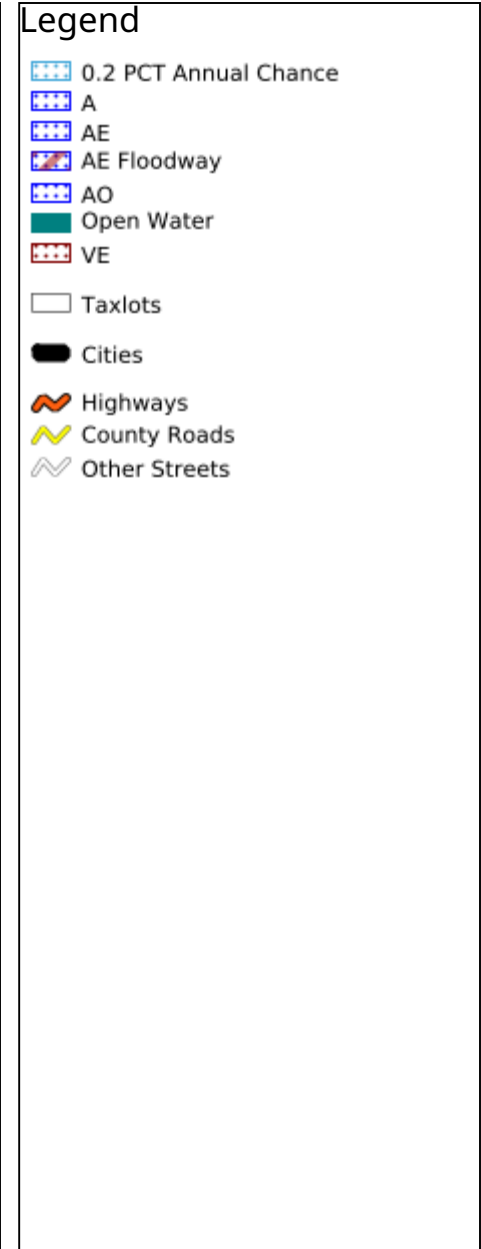 Legend
0.2 PCT Annual Chance
A
AE
AE Floodway
AO
Open Water
VE
Taxlots
Cities
Highways
County Roads
Other Streets